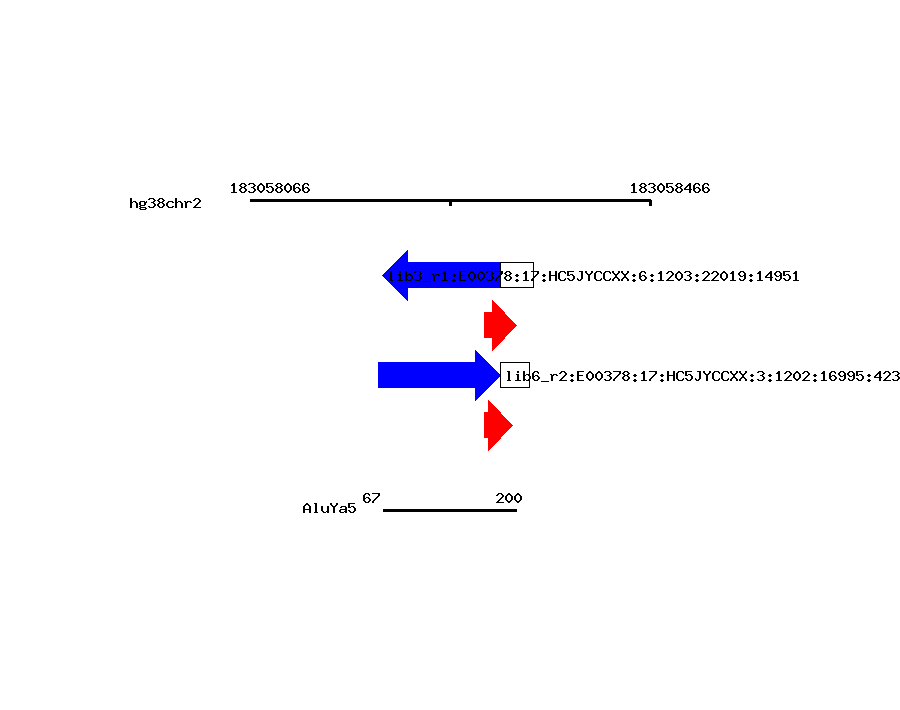 183058066 183058466
hg38chr2
lib3_r1:E00378:17:HC5JYCCXX:6:1203:22019:14951
lib6_r2:E00378:17:HC5JYCCXX:3:1202:16995:423
67 200
AluYa5